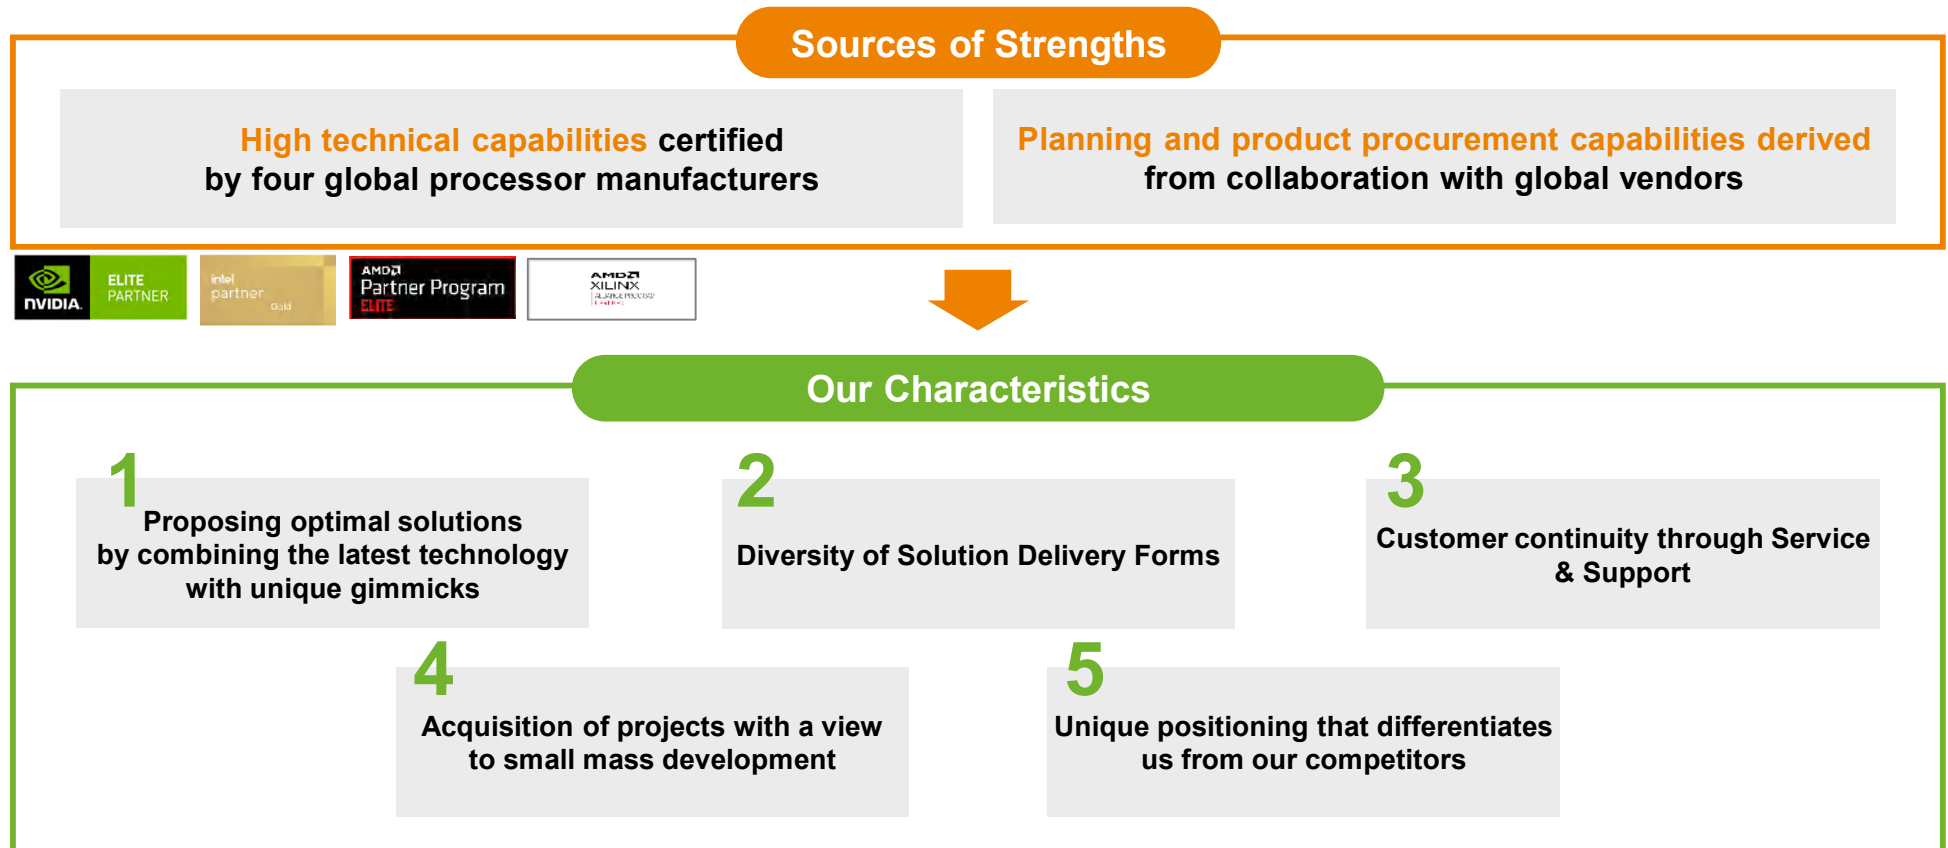 Sources of Strengths
High technical capabilities certified
by four global processor manufacturers
Planning and product procurement capabilities derived
from collaboration with global vendors
NVIDIA.
ELITE
PARTNER
intel
partner
Gold
AMD
Partner Program
ELITE
AMD
XILINX
ALLIANCE PROGRAM
CERTIFIED
Our Characteristics
1
Proposing optimal solutions
by combining the latest technology
with unique gimmicks
2
Diversity of Solution Delivery Forms
3
Customer continuity through Service
& Support
4
Acquisition of projects with a view
to small mass development
5
Unique positioning that differentiates
us from our competitors